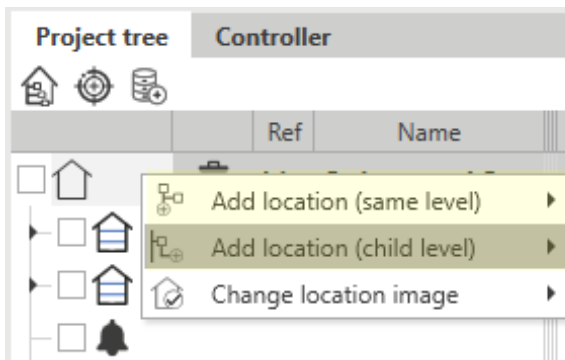 Project tree Controller
Ref Name
Add location (same level)
Add location (child level)
Change location image